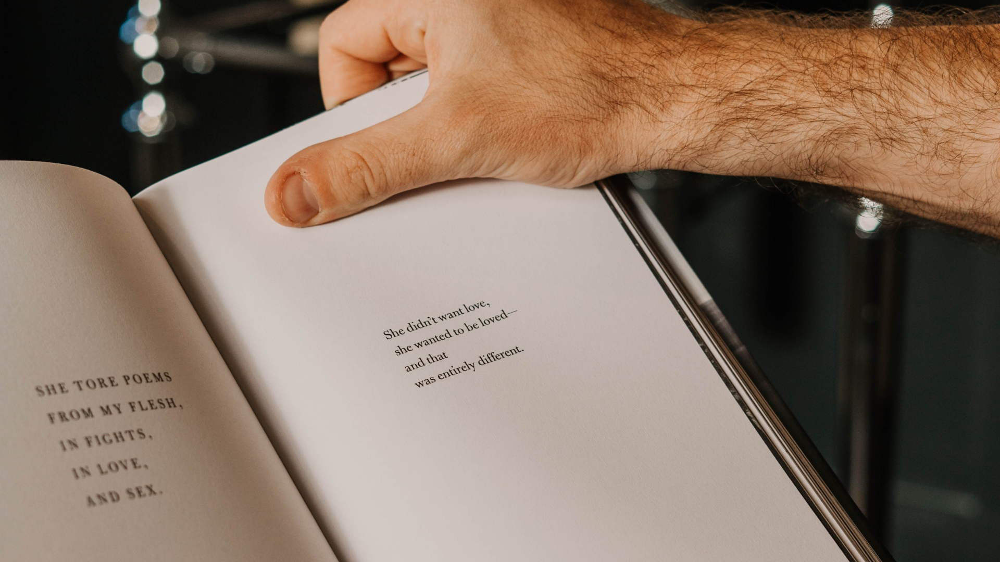 SHE TORE POEMS
FROM MY FLESH,
IN FIGHTS,
IN LOVE,
AND SEX.
She didn’t want love,
she wanted to be loved—
and that
was entirely different.